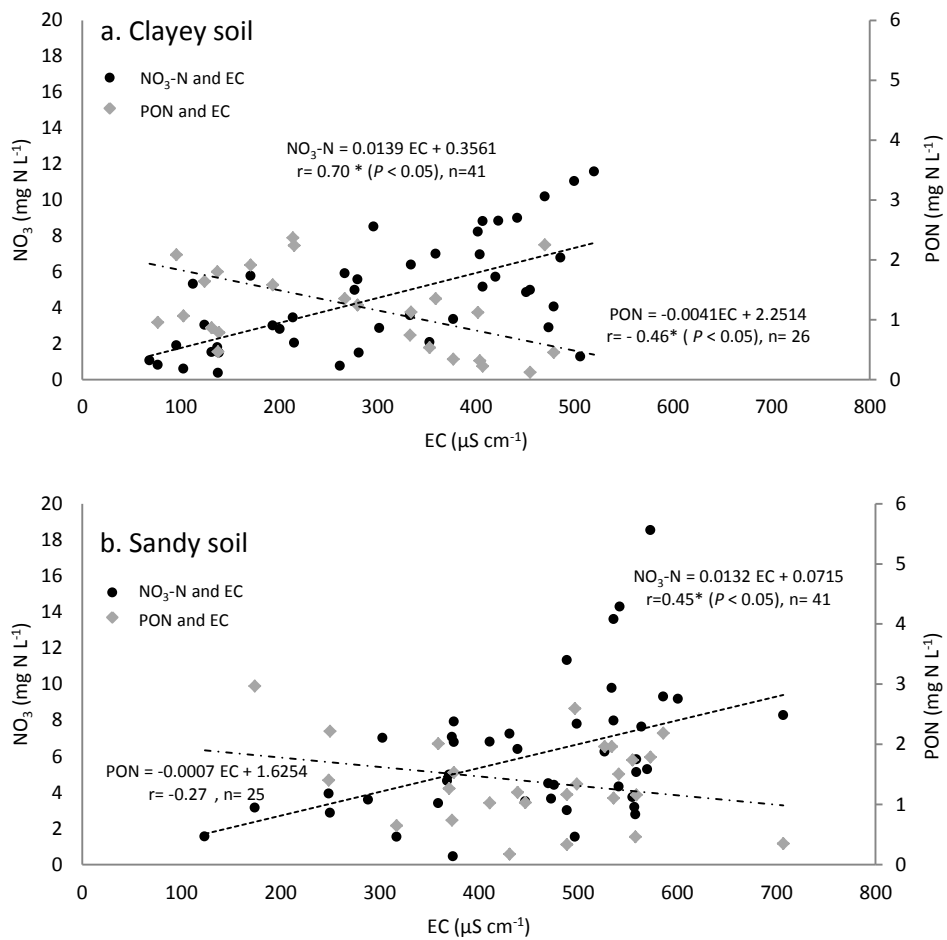 a. Clayey soil
NO₃-N and EC
PON and EC
NO₃-N = 0.0139 EC + 0.3561
r= 0.70 * (P < 0.05), n=41
PON = -0.0041EC + 2.2514
r= - 0.46* ( P < 0.05), n= 26
NO₃ (mg N L⁻¹)
20
18
16
14
12
10
8
6
4
2
0
PON (mg N L⁻¹)
6
5
4
3
2
1
0
0 100 200 300 400 500 600 700 800
EC (µS cm⁻¹)
b. Sandy soil
NO₃-N and EC
PON and EC
NO₃-N = 0.0132 EC + 0.0715
r=0.45* (P < 0.05), n= 41
PON = -0.0007 EC + 1.6254
r= -0.27 , n= 25
NO₃ (mg N L⁻¹)
20
18
16
14
12
10
8
6
4
2
0
PON (mg N L⁻¹)
6
5
4
3
2
1
0
0 100 200 300 400 500 600 700 800
EC (µS cm⁻¹)